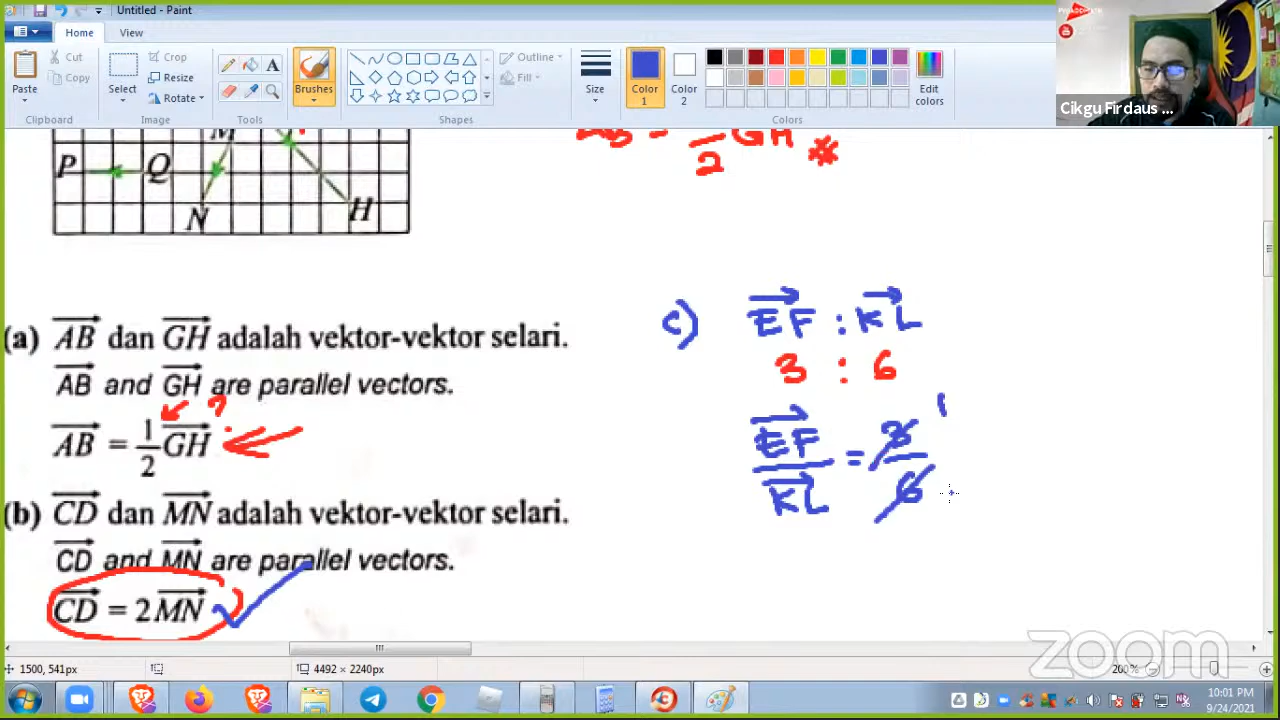 Untitled - Paint
Home View
Paste
Cut
Copy
Clipboard
Select
Crop
Resize
Rotate
Image
A
Tools
Brushes
Shapes
Outline
Fill
Size
Color 1
Color 2
Edit colors
Colors
Cikgu Firdaus ...
P Q M
N H
AB = /2 GH *
(a) AB dan GH adalah vektor-vektor selari.
AB and GH are parallel vectors.
AB = 1/2 GH
?
(b) CD dan MN adalah vektor-vektor selari.
CD and MN are parallel vectors.
CD = 2MN
c) EF : KL
3 : 6
EF/KL = 3/6
1
zoom
1500, 541px
4492 × 2240px
200%
10:01 PM
9/24/2021